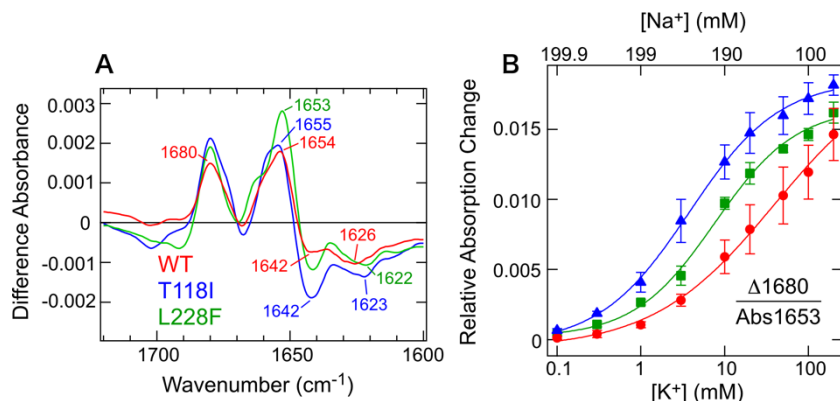 A
Difference Absorbance
0.003
0.002
0.001
0
-0.001
-0.002
1680
1653
1655
1654
1642
1626
1622
1642
1623
WT
T118I
L228F
1700
1650
1600
Wavenumber (cm⁻¹)
[Na⁺] (mM)
199.9
199
190
100
B
Relative Absorption Change
0.015
0.010
0.005
0.000
Δ1680
Abs1653
0.1
1
10
100
[K⁺] (mM)